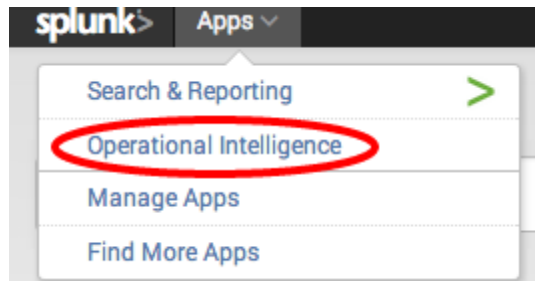 splunk> Apps
Search & Reporting >
Operational Intelligence
Manage Apps
Find More Apps